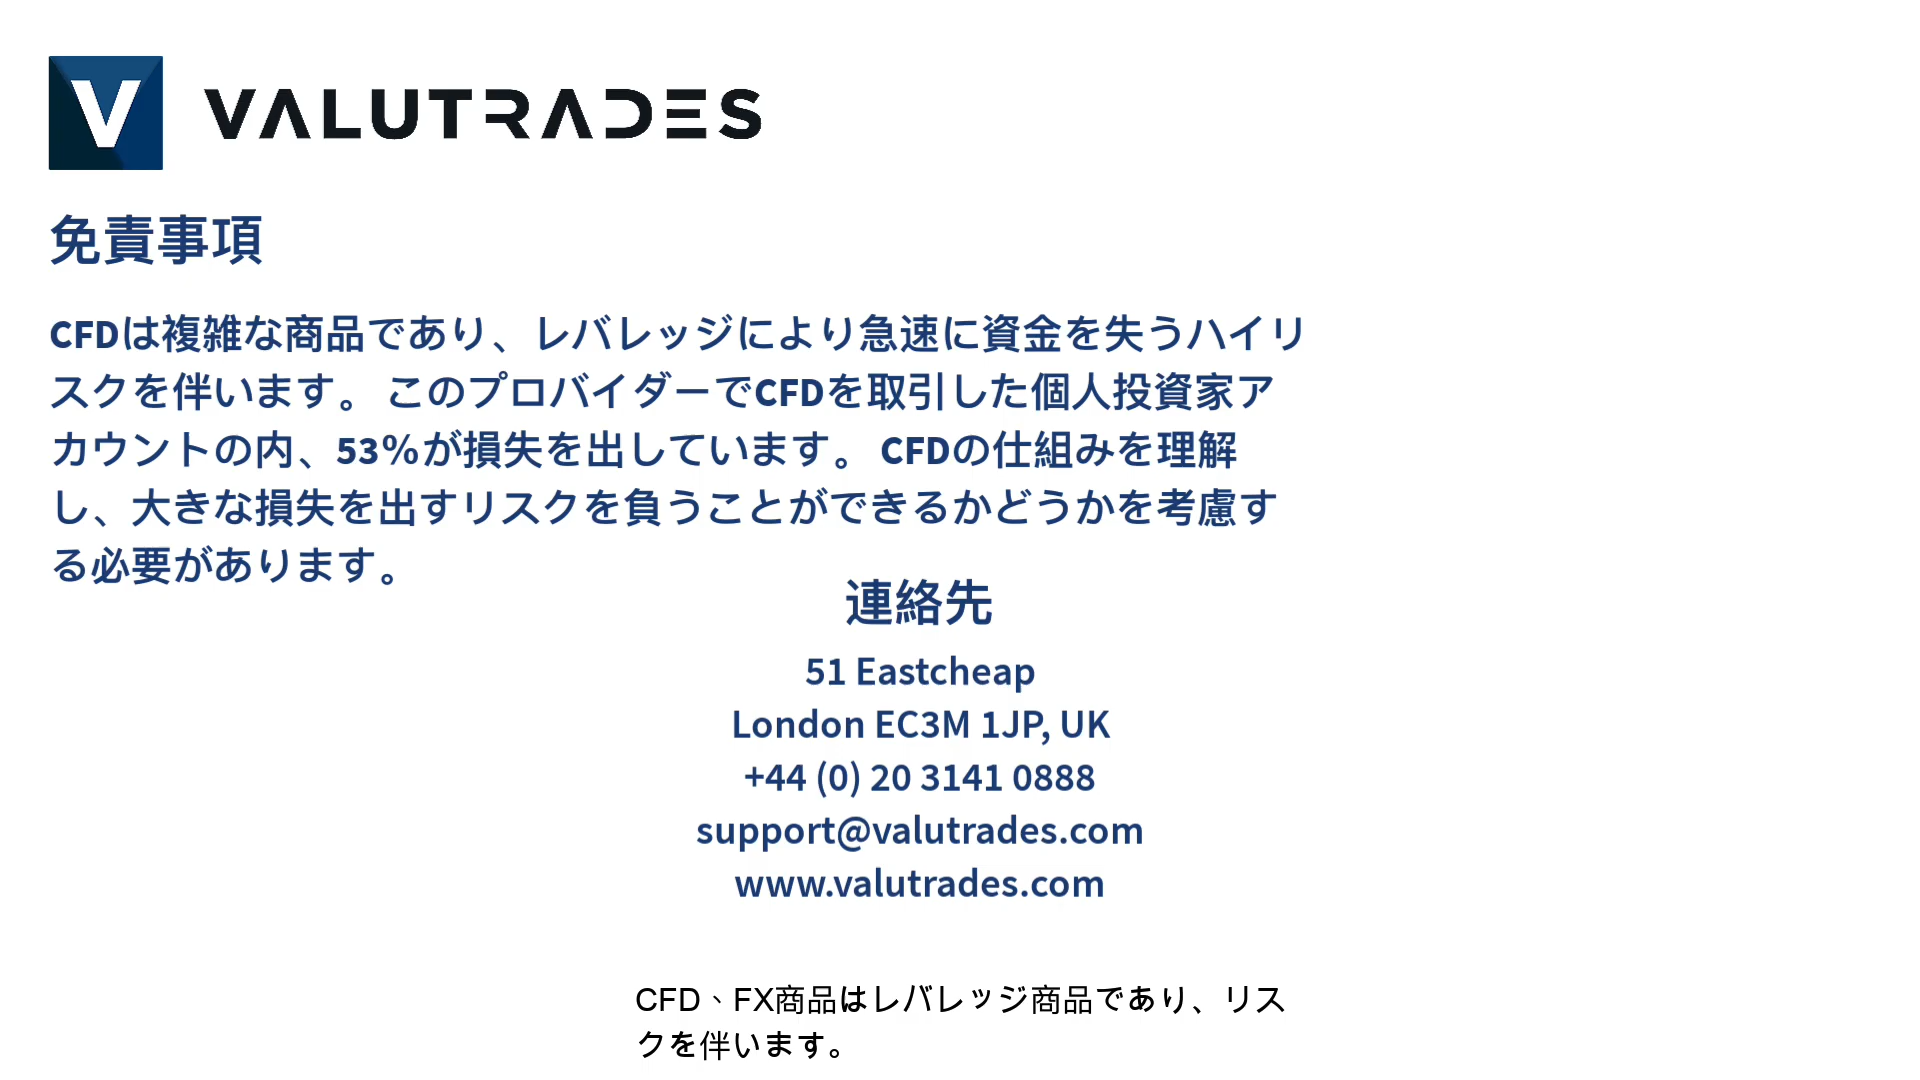 VALUTRADES
免責事項
CFDは複雑な商品であり、レバレッジにより急速に資金を失うハイリ
スクを伴います。 このプロバイダーでCFDを取引した個人投資家ア
カウントの内、53％が損失を出しています。 CFDの仕組みを理解
し、大きな損失を出すリスクを負うことができるかどうかを考慮す
る必要があります。
連絡先
51 Eastcheap
London EC3M 1JP, UK
+44 (0) 20 3141 0888
support@valutrades.com
www.valutrades.com
CFD、FX商品はレバレッジ商品であり、リス
クを伴います。